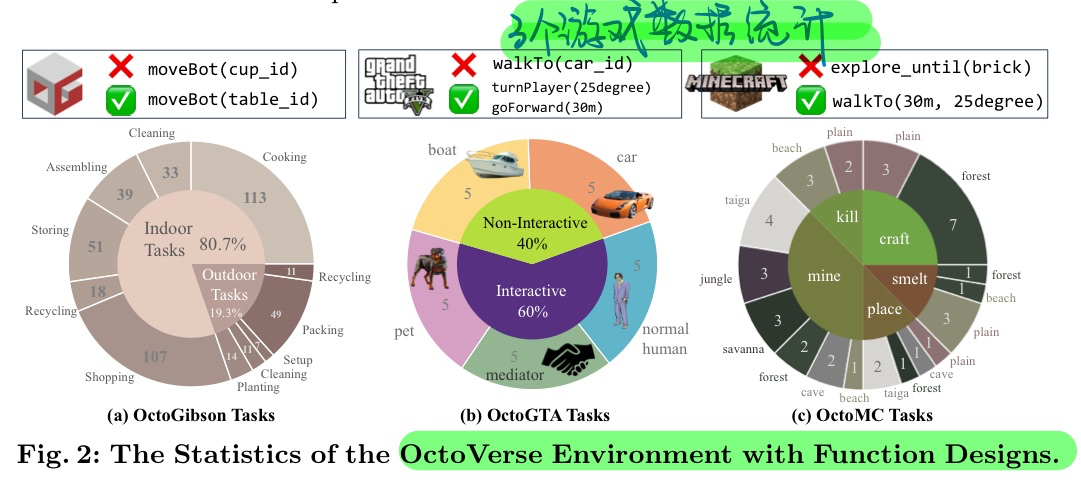 3个游戏数据统计
moveBot(cup_id)
moveBot(table_id)
grand
theft
auto
V
FIVE
walkTo(car_id)
turnPlayer(25degree)
goForward(30m)
MINECRAFT
explore_until(brick)
walkTo(30m, 25degree)
Cleaning
33
Cooking
113
Assembling
39
Storing
51
Recycling
18
Shopping
107
Indoor
Tasks
80.7%
Outdoor
Tasks
19.3%
11
Recycling
49
Packing
7
Setup
11
Cleaning
14
Planting
(a) OctoGibson Tasks
boat
5
car
5
Non-Interactive
40%
Interactive
60%
pet
5
mediator
5
normal
human
5
(b) OctoGTA Tasks
plain
2
plain
3
beach
3
forest
7
taiga
4
kill
craft
jungle
3
mine
smelt
place
1
forest
1
beach
3
plain
savanna
3
forest
2
cave
2
beach
1
taiga
2
forest
1
cave
1
plain
1
(c) OctoMC Tasks
Fig. 2: The Statistics of the OctoVerse Environment with Function Designs.